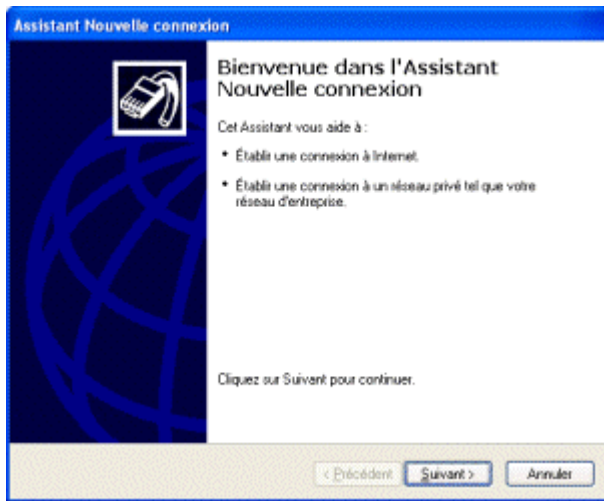 Assistant Nouvelle connexion
Bienvenue dans l'Assistant
Nouvelle connexion
Cet Assistant vous aide à :
• Établir une connexion à Internet.
• Établir une connexion à un réseau privé tel que votre
réseau d'entreprise.
Cliquez sur Suivant pour continuer.
< Précédent Suivant > Annuler